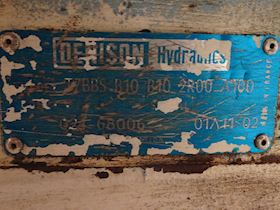 DENISON Hydraulics
T7BBS B10 B10 2R00 A100
024 68006 01A11 02